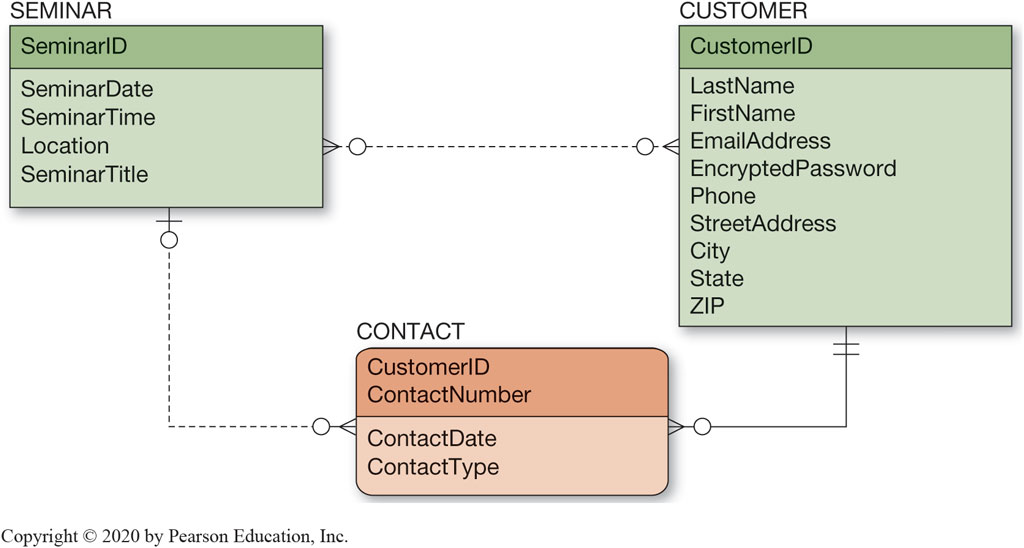 SEMINAR
SeminarID
SeminarDate
SeminarTime
Location
SeminarTitle
CUSTOMER
CustomerID
LastName
FirstName
EmailAddress
EncryptedPassword
Phone
StreetAddress
City
State
ZIP
CONTACT
CustomerID
ContactNumber
ContactDate
ContactType
Copyright © 2020 by Pearson Education, Inc.